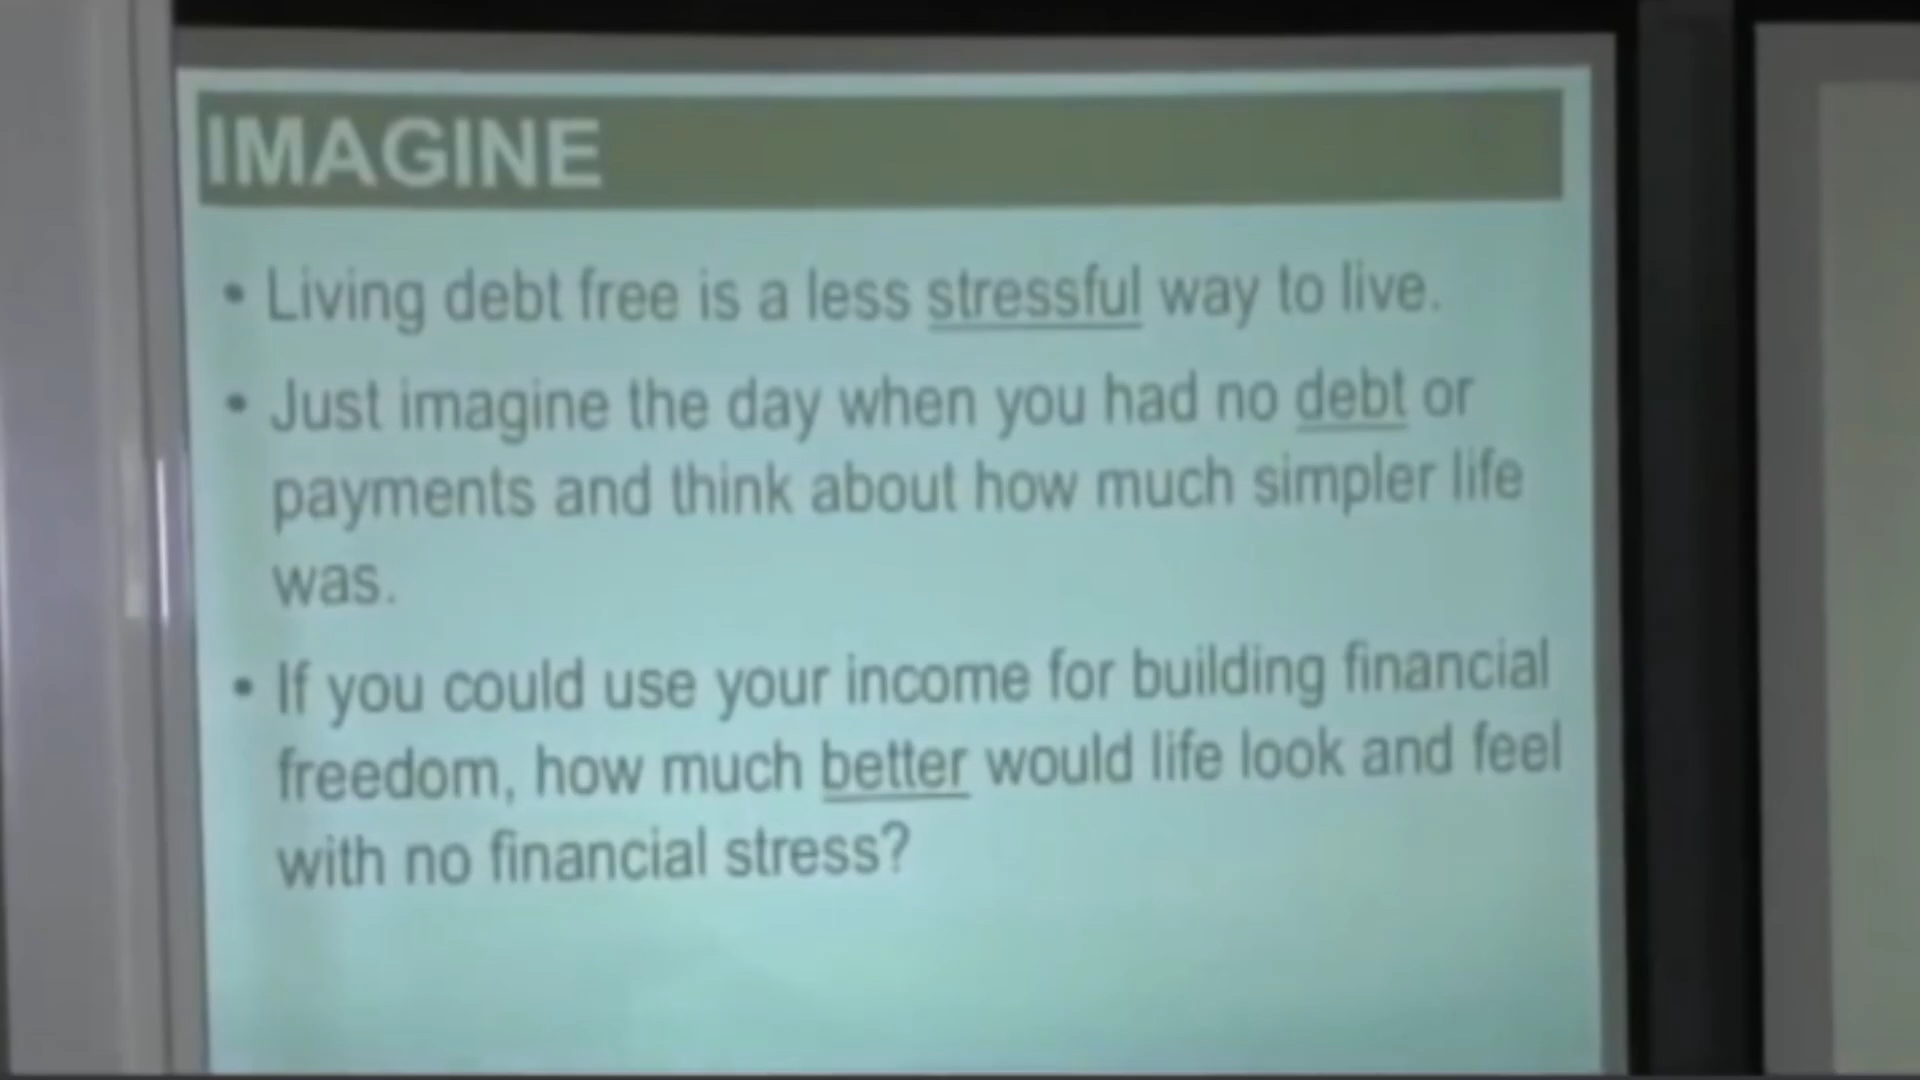 IMAGINE
• Living debt free is a less stressful way to live.
• Just imagine the day when you had no debt or
payments and think about how much simpler life
was.
• If you could use your income for building financial
freedom, how much better would life look and feel
with no financial stress?